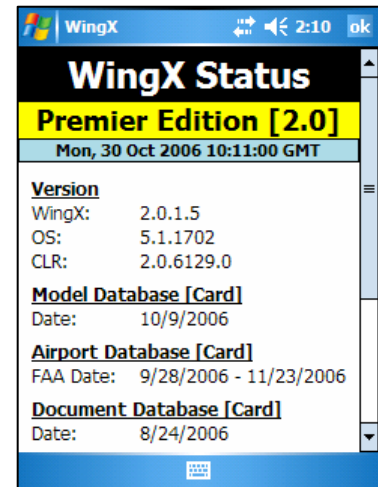 WingX 2:10 ok
WingX Status
Premier Edition [2.0]
Mon, 30 Oct 2006 10:11:00 GMT
Version
WingX: 2.0.1.5
OS: 5.1.1702
CLR: 2.0.6129.0
Model Database [Card]
Date: 10/9/2006
Airport Database [Card]
FAA Date: 9/28/2006 - 11/23/2006
Document Database [Card]
Date: 8/24/2006